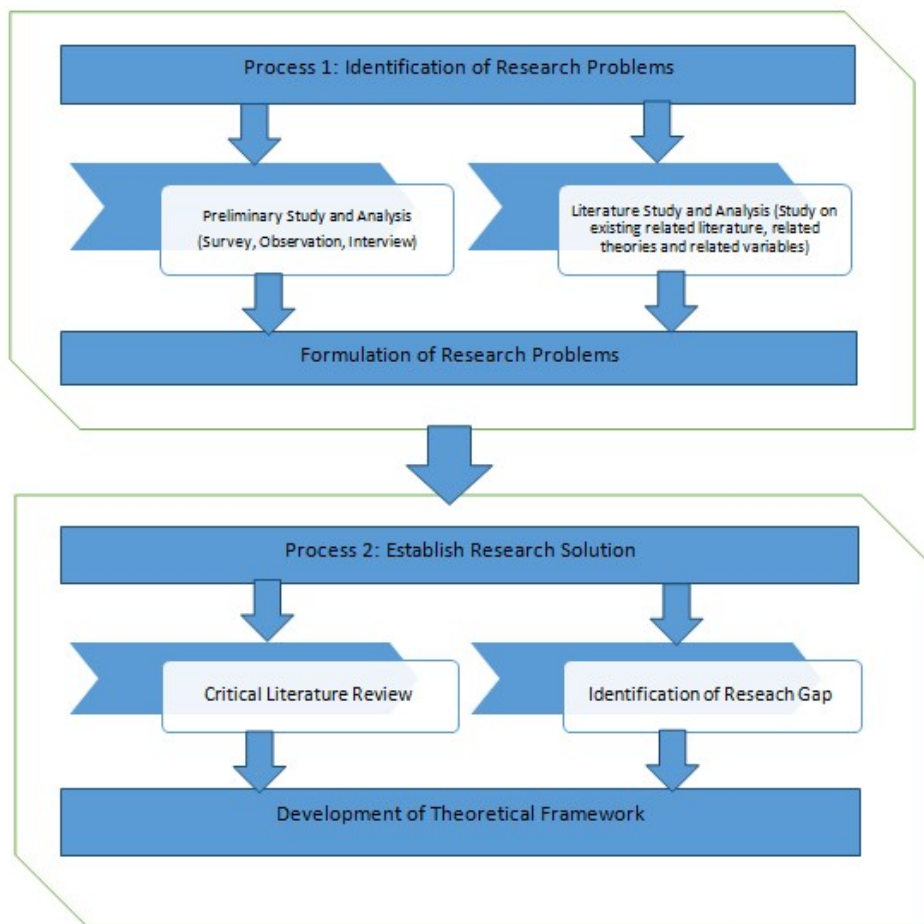 Process 1: Identification of Research Problems
Preliminary Study and Analysis
(Survey, Observation, Interview)
Literature Study and Analysis (Study on
existing related literature, related
theories and related variables)
Formulation of Research Problems
Process 2: Establish Research Solution
Critical Literature Review
Identification of Reseach Gap
Development of Theoretical Framework